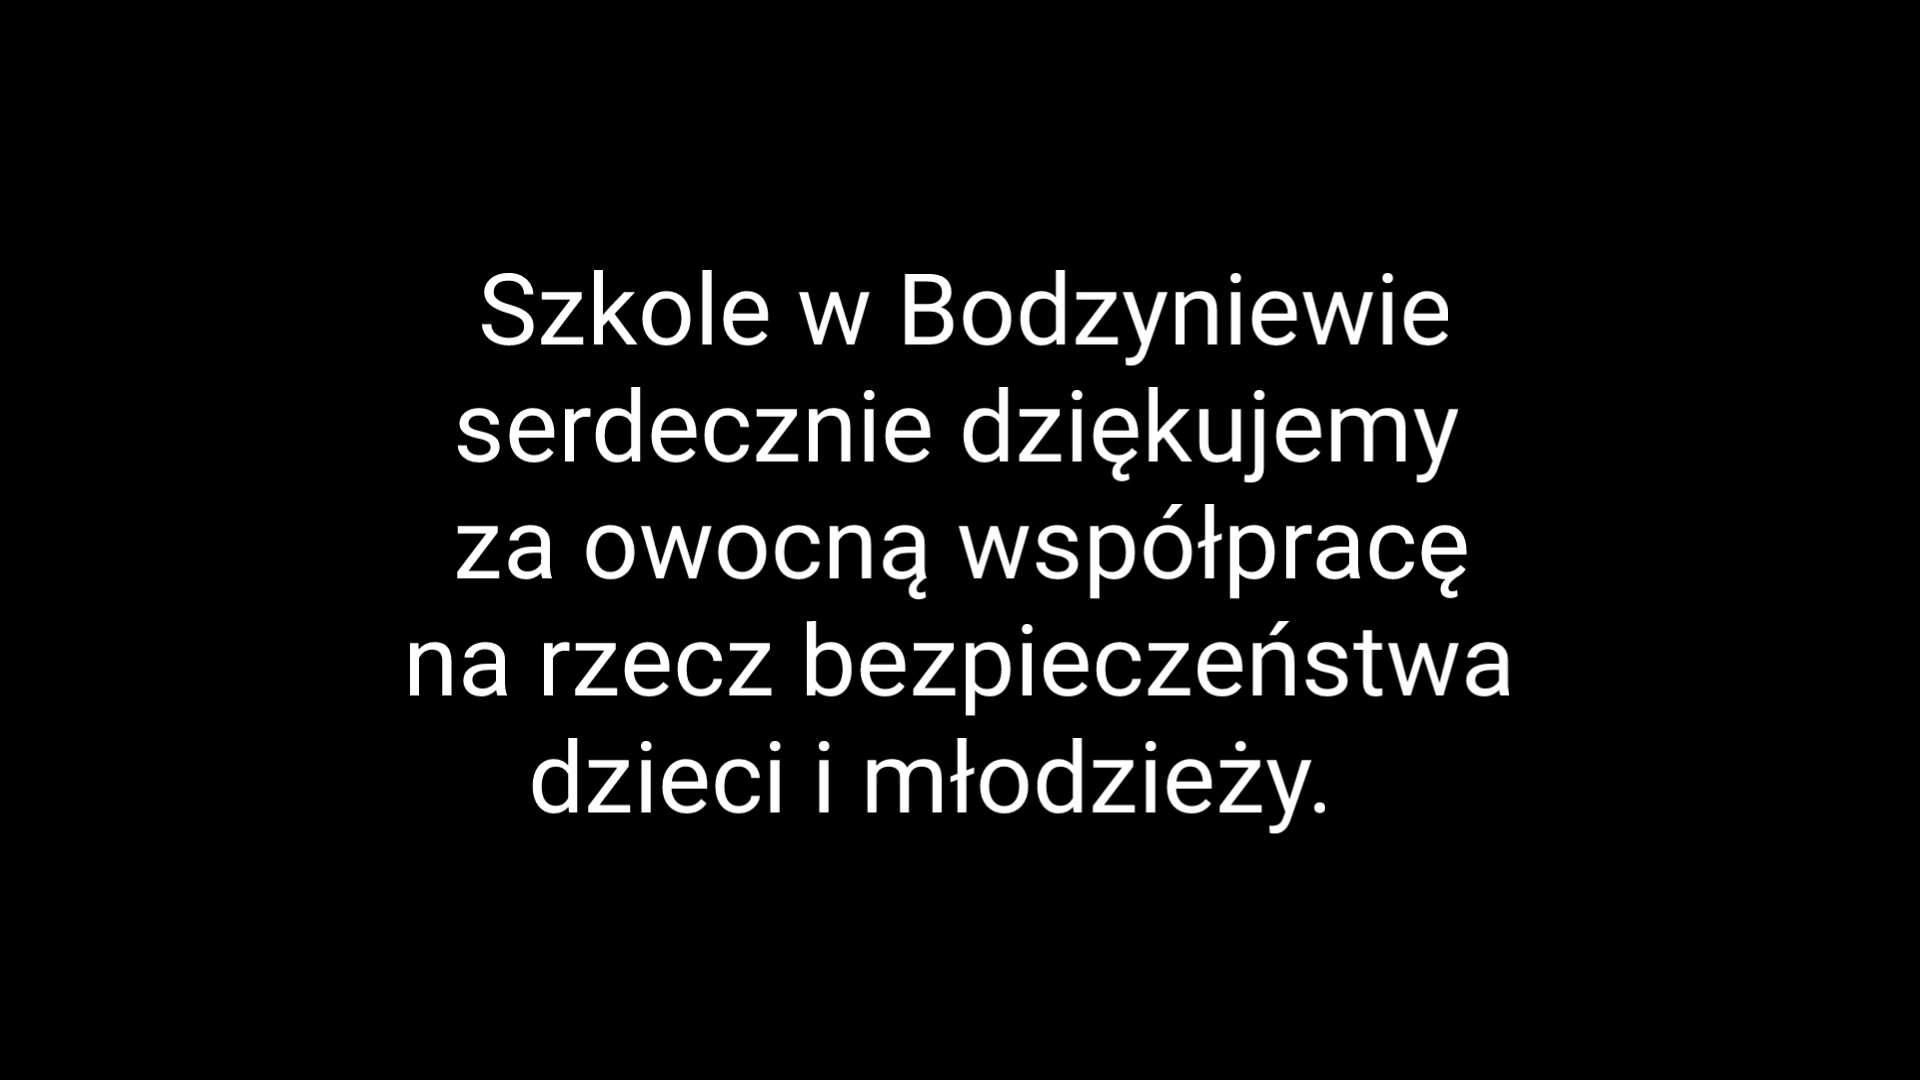 Szkole w Bodzyniewie
serdecznie dziękujemy
za owocną współpracę
na rzecz bezpieczeństwa
dzieci i młodzieży.